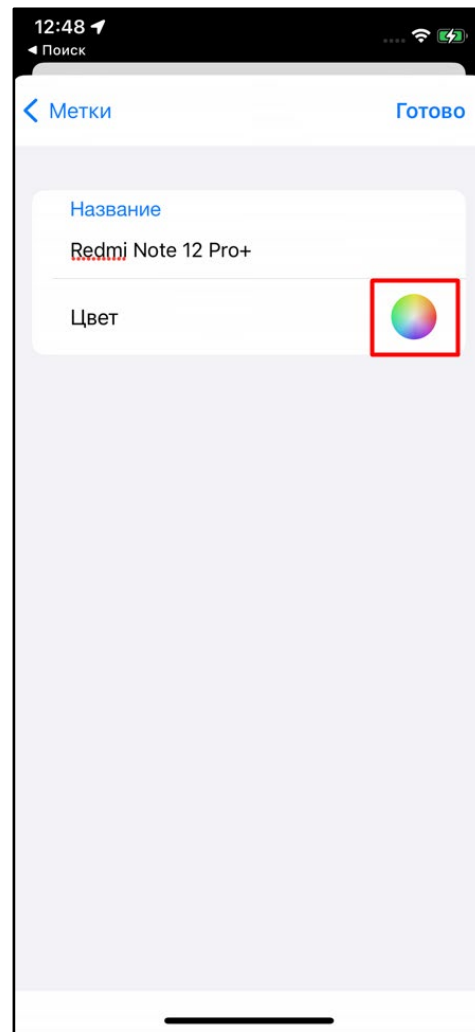 12:48
Поиск
Метки
Готово
Название
Redmi Note 12 Pro+
Цвет